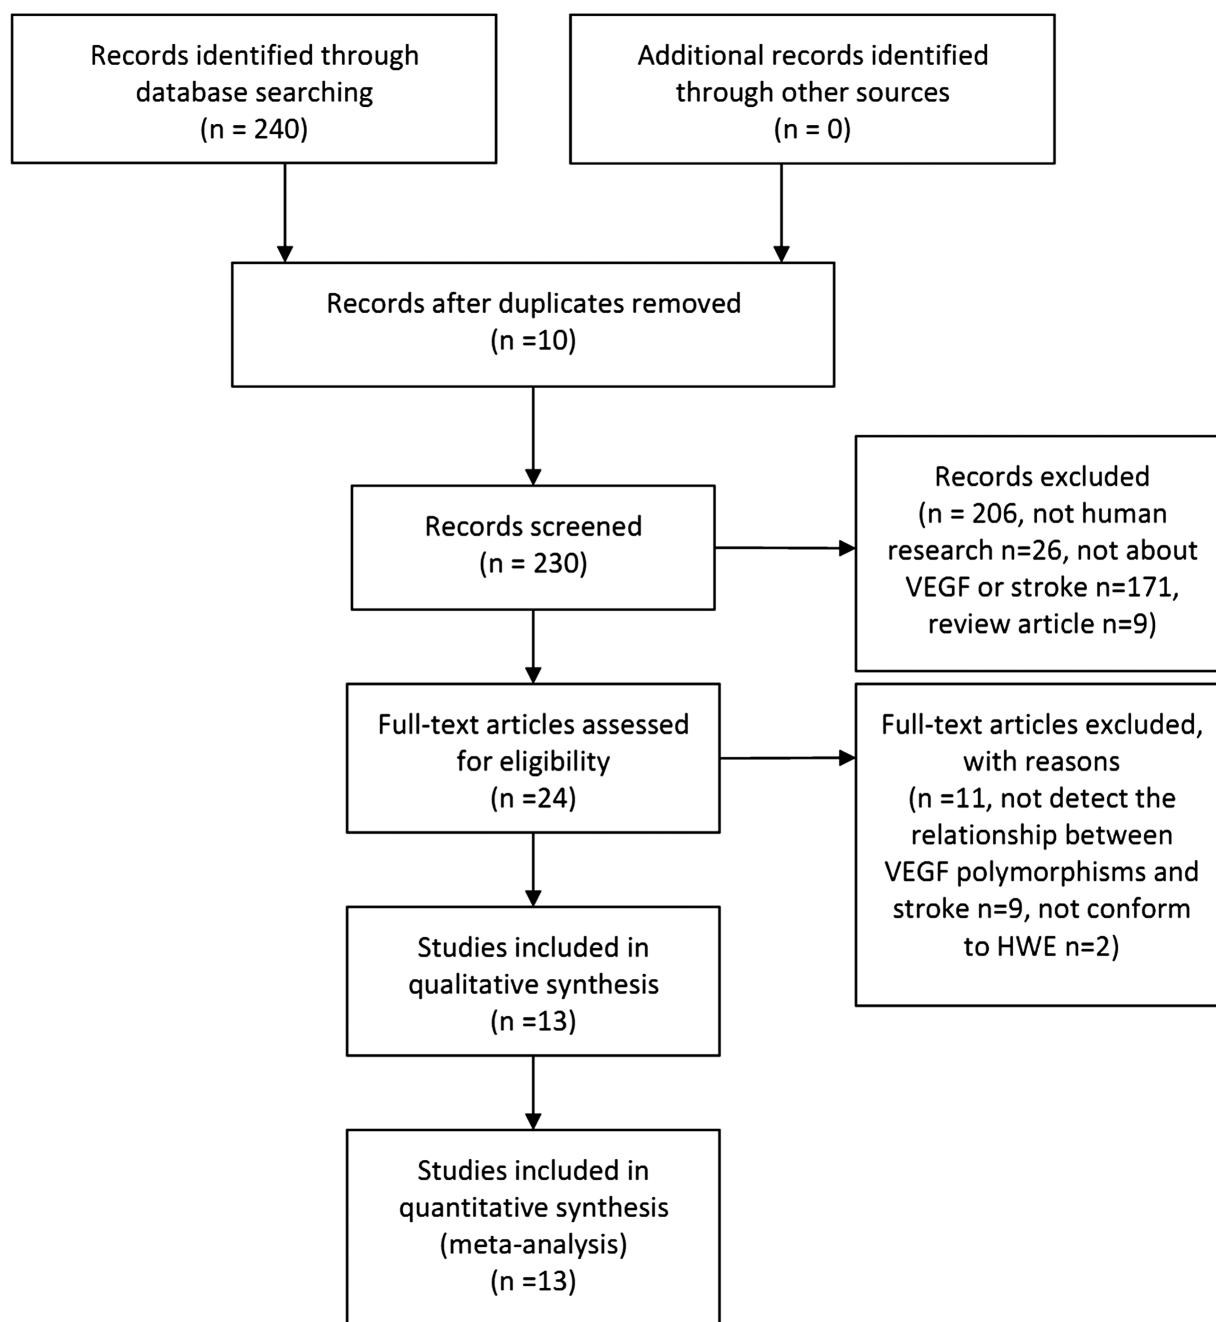 Records identified through
database searching
(n = 240)
Additional records identified
through other sources
(n = 0)
Records after duplicates removed
(n =10)
Records screened
(n = 230)
Records excluded
(n = 206, not human
research n=26, not about
VEGF or stroke n=171,
review article n=9)
Full-text articles assessed
for eligibility
(n =24)
Full-text articles excluded,
with reasons
(n =11, not detect the
relationship between
VEGF polymorphisms and
stroke n=9, not conform
to HWE n=2)
Studies included in
qualitative synthesis
(n =13)
Studies included in
quantitative synthesis
(meta-analysis)
(n =13)